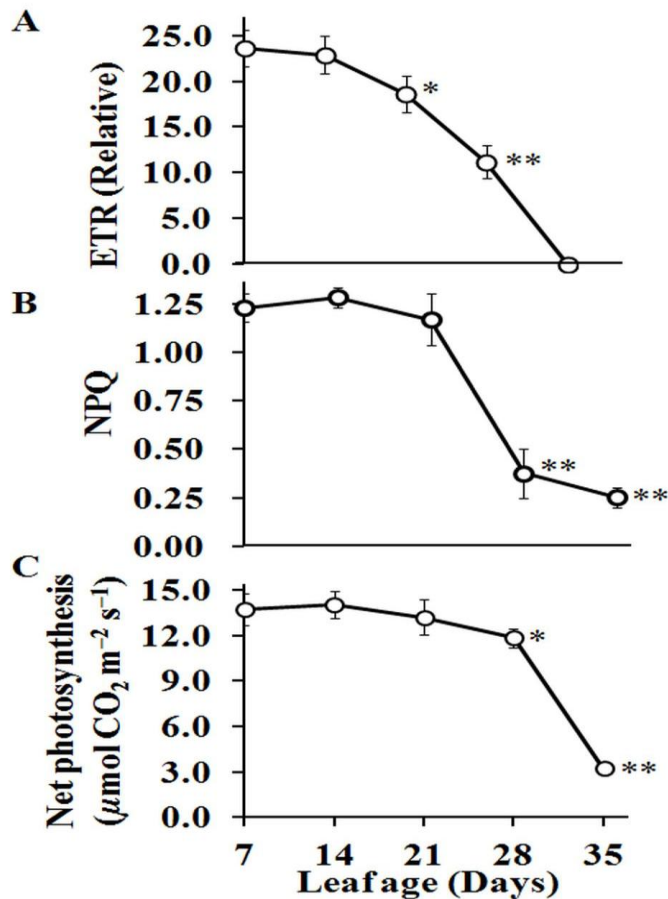 A
ETR (Relative)
25.0
20.0
15.0
10.0
5.0
0.0
*
**
B
NPQ
1.25
1.00
0.75
0.50
0.25
0.00
**
**
C
Net photosynthesis
(μmol CO₂ m⁻² s⁻¹)
15.0
12.0
9.0
6.0
3.0
0.0
*
**
7 14 21 28 35
Leaf age (Days)